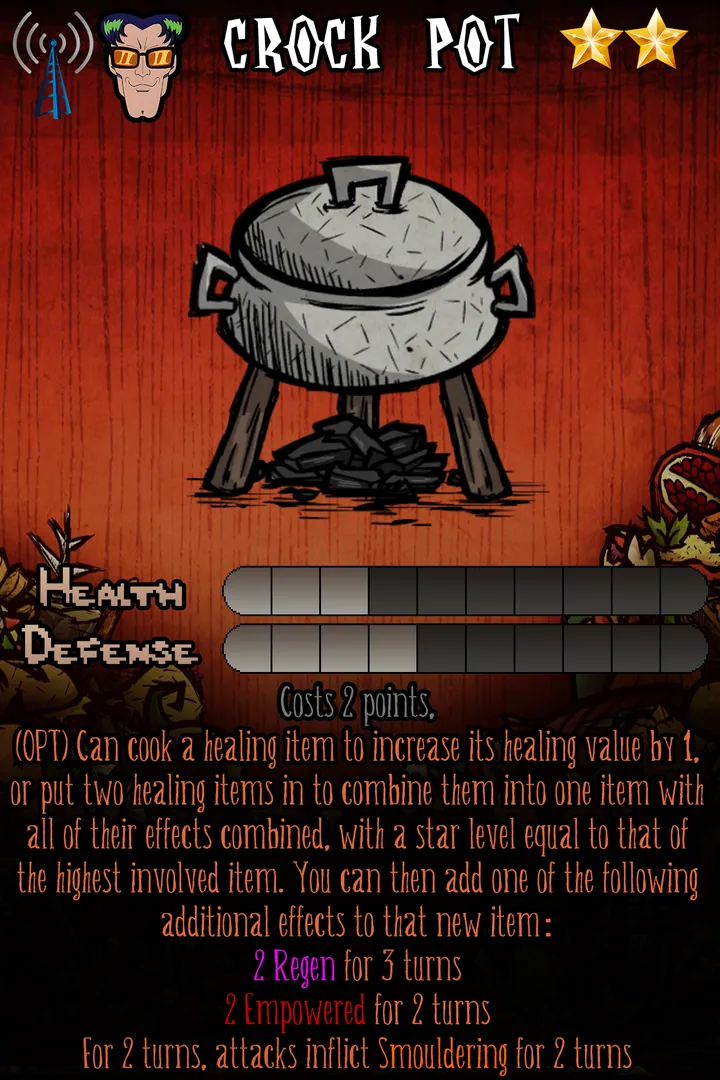 CROCK POT
HEALTH
DEFENSE
Costs 2 points.
(OPT) Can cook a healing item to increase its healing value by 1,
or put two healing items in to combine them into one item with
all of their effects combined, with a star level equal to that of
the highest involved item. You can then add one of the following
additional effects to that new item:
2 Regen for 3 turns
2 Empowered for 2 turns
For 2 turns, attacks inflict Smouldering for 2 turns